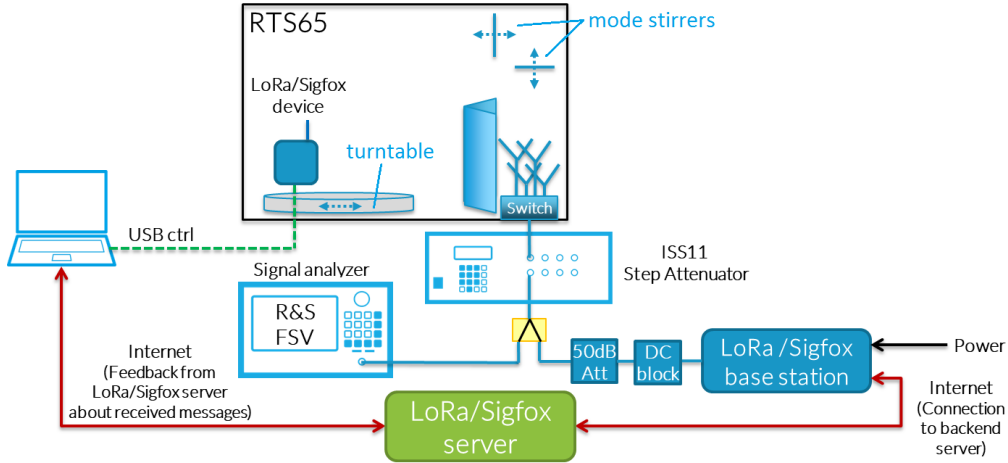 RTS65
mode stirrers
LoRa/Sigfox
device
turntable
Switch
USB ctrl
ISS11
Step Attenuator
Signal analyzer
R&S
FSV
50dB
Att
DC
block
LoRa /Sigfox
base station
Power
Internet
(Feedback from
LoRa/Sigfox server
about received messages)
LoRa/Sigfox
server
Internet
(Connection
to backend
server)